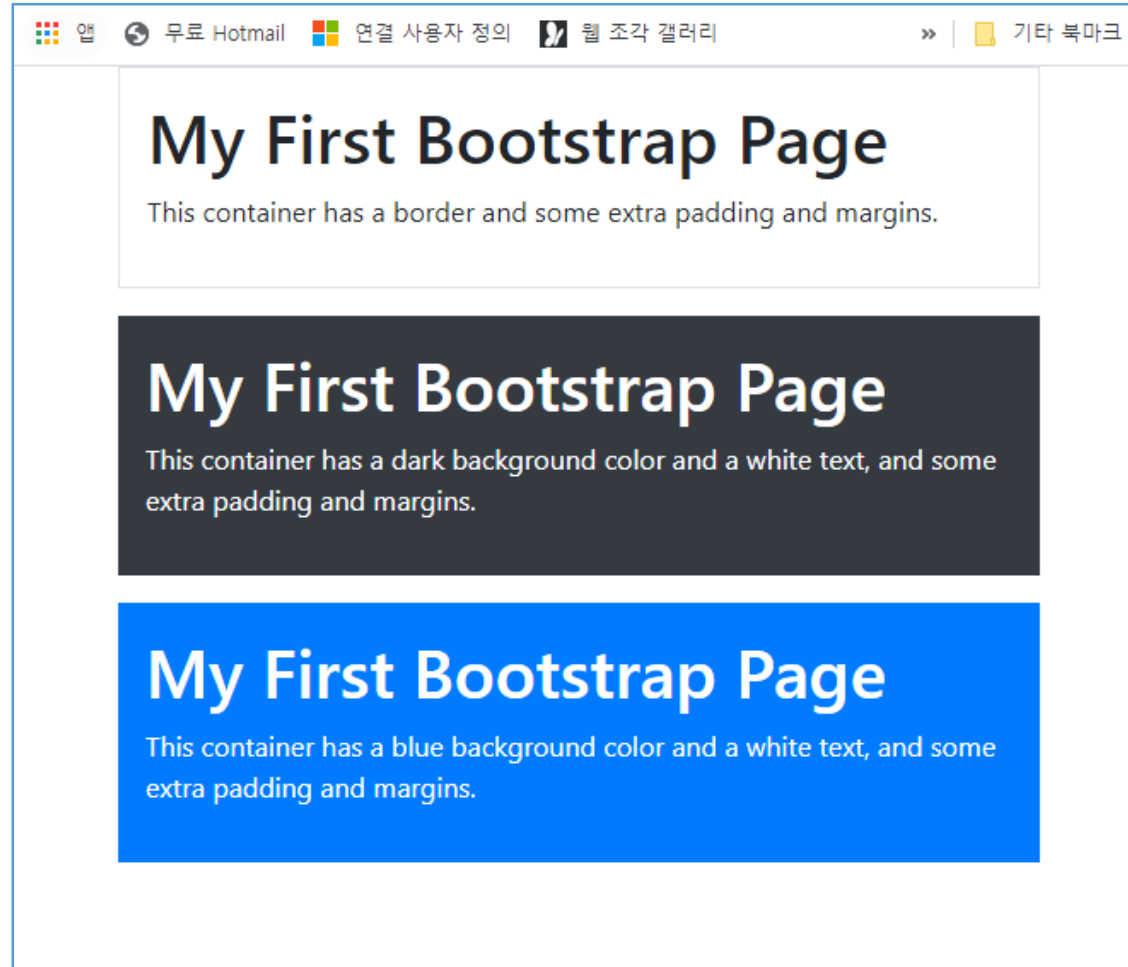 앱 무료 Hotmail 연결 사용자 정의 웹 조각 갤러리 » 기타 북마크
My First Bootstrap Page
This container has a border and some extra padding and margins.
My First Bootstrap Page
This container has a dark background color and a white text, and some
extra padding and margins.
My First Bootstrap Page
This container has a blue background color and a white text, and some
extra padding and margins.